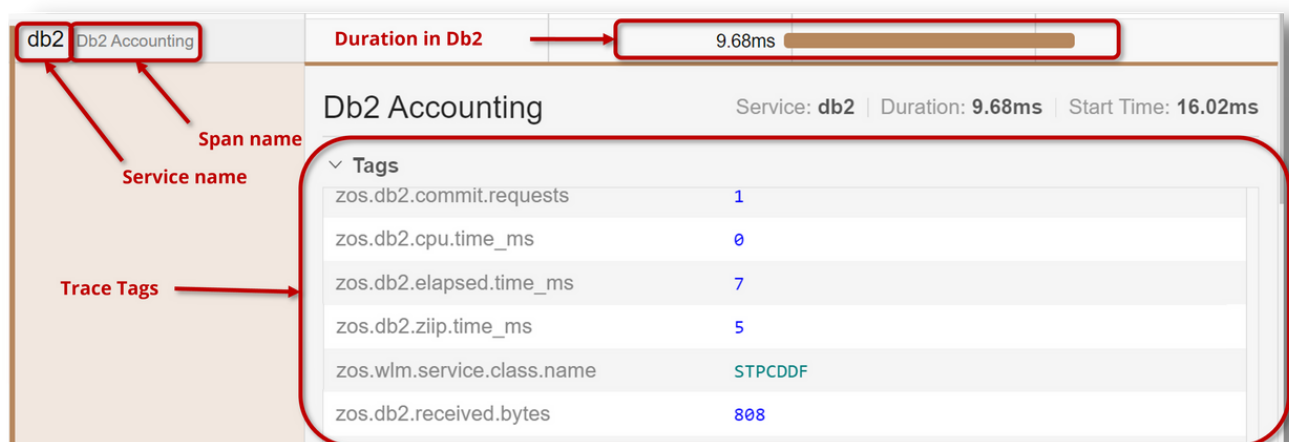 db2 Db2 Accounting
Duration in Db2
9.68ms
Db2 Accounting
Service: db2 | Duration: 9.68ms | Start Time: 16.02ms
Span name
Service name
Tags
zos.db2.commit.requests 1
zos.db2.cpu.time_ms 0
zos.db2.elapsed.time_ms 7
Trace Tags
zos.db2.ziip.time_ms 5
zos.wlm.service.class.name STPCDDF
zos.db2.received.bytes 808